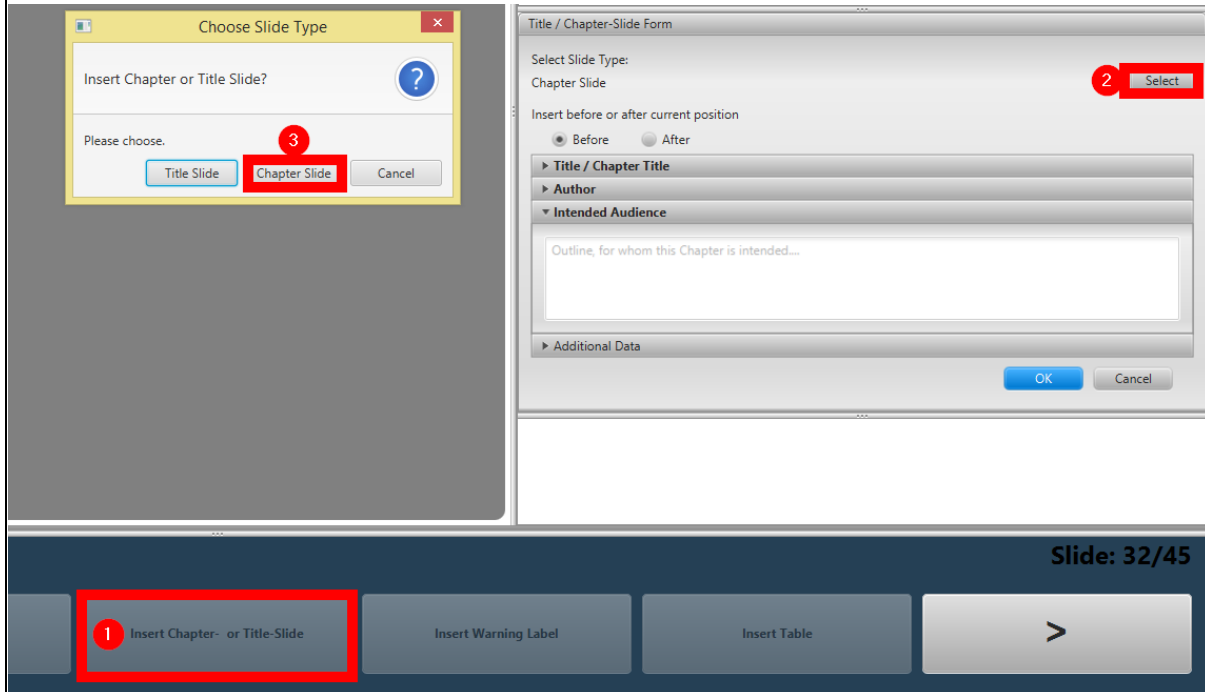 Choose Slide Type
Insert Chapter or Title Slide?
?
Please choose.
3
Title Slide
Chapter Slide
Cancel
Title / Chapter-Slide Form
Select Slide Type:
Chapter Slide
2
Select
Insert before or after current position
Before
After
Title / Chapter Title
Author
Intended Audience
Outline, for whom this Chapter is intended....
Additional Data
OK
Cancel
Slide: 32/45
1
Insert Chapter- or Title-Slide
Insert Warning Label
Insert Table
>